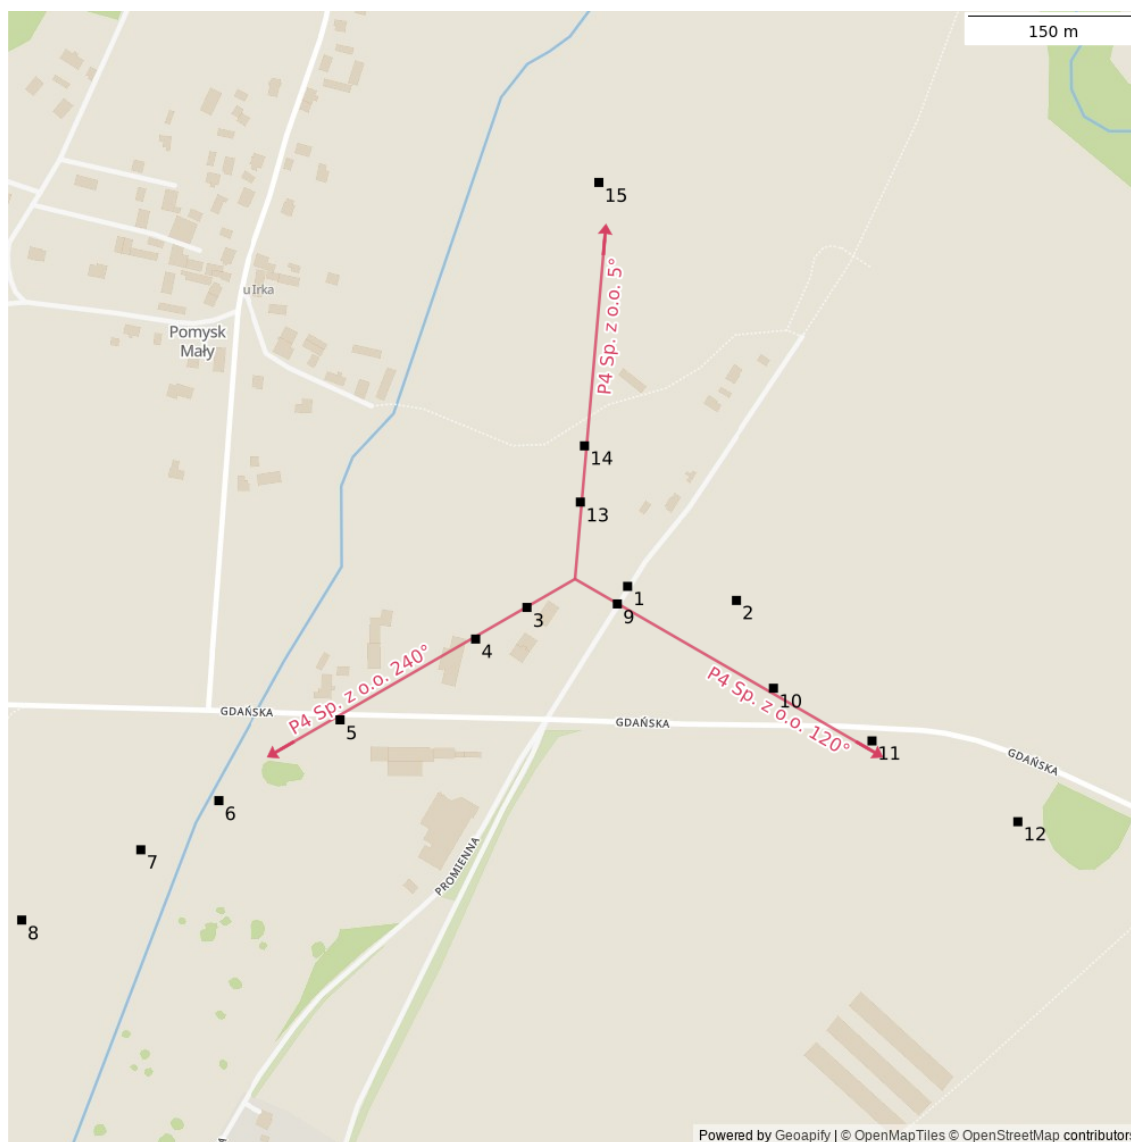 150 m
15
u Irka
P4 Sp. z o.o. 5°
Pomysk
Mały
14
13
1
2
9
3
4
P4 Sp. z o.o. 240°
P4 Sp. z o.o. 120°
10
GDAŃSKA
GDAŃSKA
5
11
GDAŃSKA
6
12
7
PROMIENNA
8
Powered by Geoapify | © OpenMapTiles © OpenStreetMap contributors